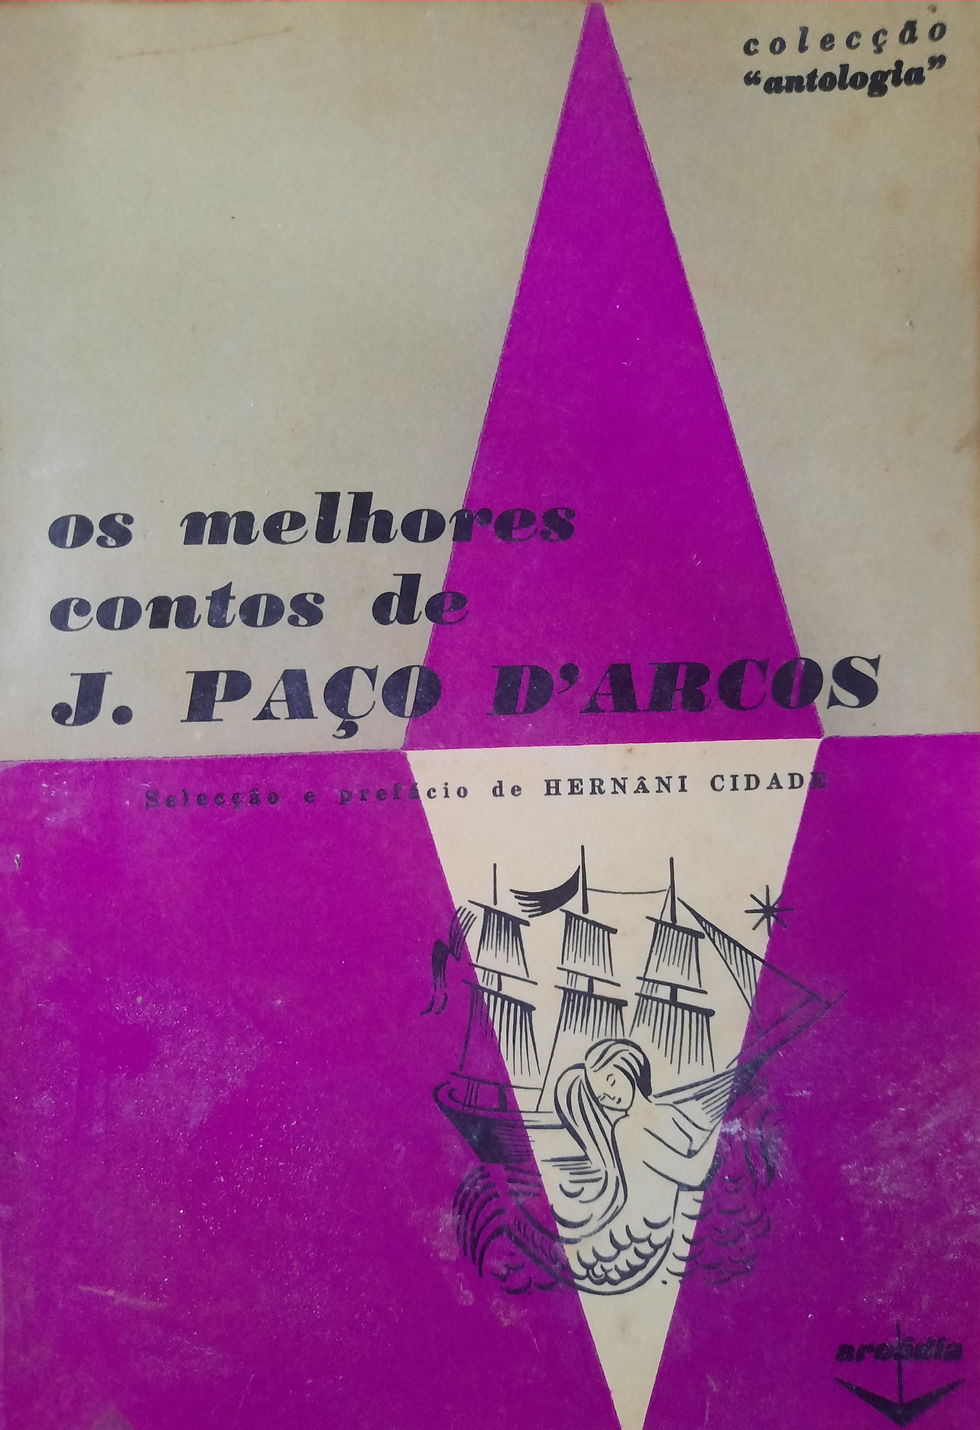 colecção
“antologia”
os melhores
contos de
J. PAÇO D’ARCOS
Selecção e prefácio de HERNÂNI CIDADE
arcádia